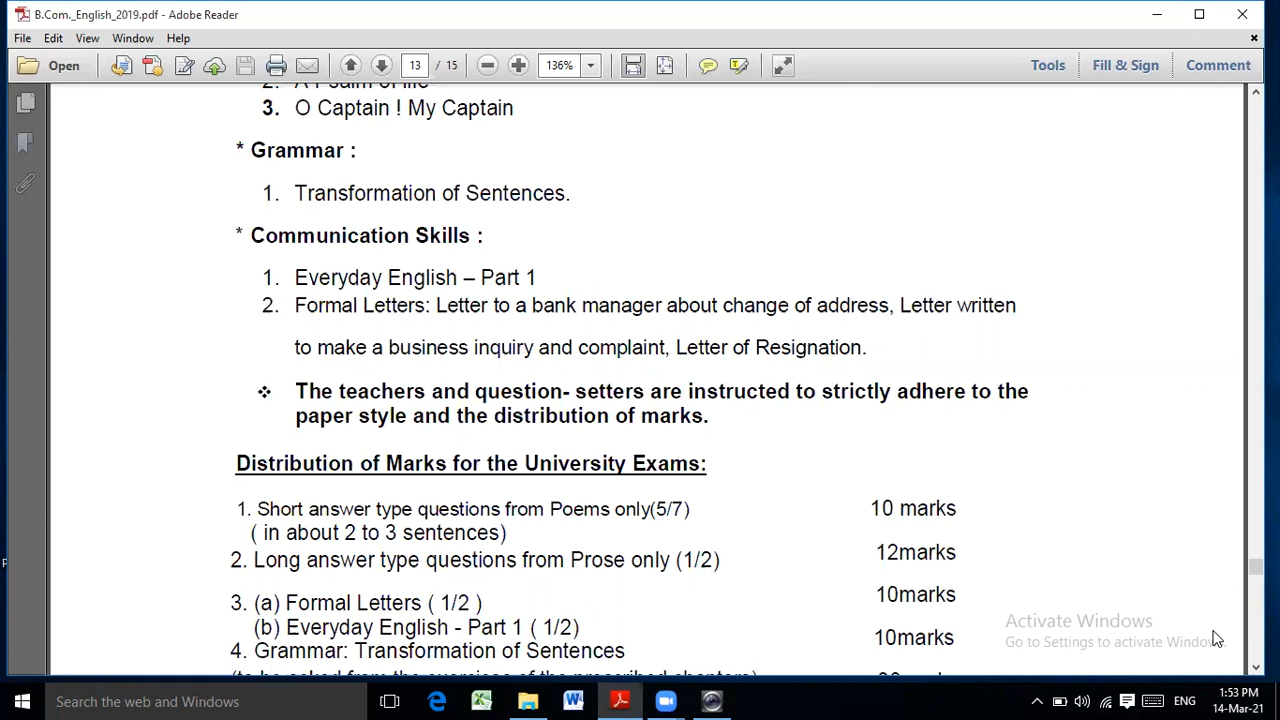 B.Com._English_2019.pdf - Adobe Reader
File Edit View Window Help
Open 13 / 15 136% Tools Fill & Sign Comment
2. A Psalm of life
3. O Captain ! My Captain
* Grammar :
1. Transformation of Sentences.
* Communication Skills :
1. Everyday English – Part 1
2. Formal Letters: Letter to a bank manager about change of address, Letter written
to make a business inquiry and complaint, Letter of Resignation.
❖ The teachers and question- setters are instructed to strictly adhere to the
paper style and the distribution of marks.
Distribution of Marks for the University Exams:
1. Short answer type questions from Poems only(5/7) 10 marks
( in about 2 to 3 sentences)
2. Long answer type questions from Prose only (1/2) 12marks
3. (a) Formal Letters ( 1/2 ) 10marks
(b) Everyday English - Part 1 ( 1/2) 10marks
4. Grammar: Transformation of Sentences
(to be asked from the exercises of the prescribed chapters)
Activate Windows
Go to Settings to activate Windows.
Search the web and Windows
ENG
1:53 PM
14-Mar-21